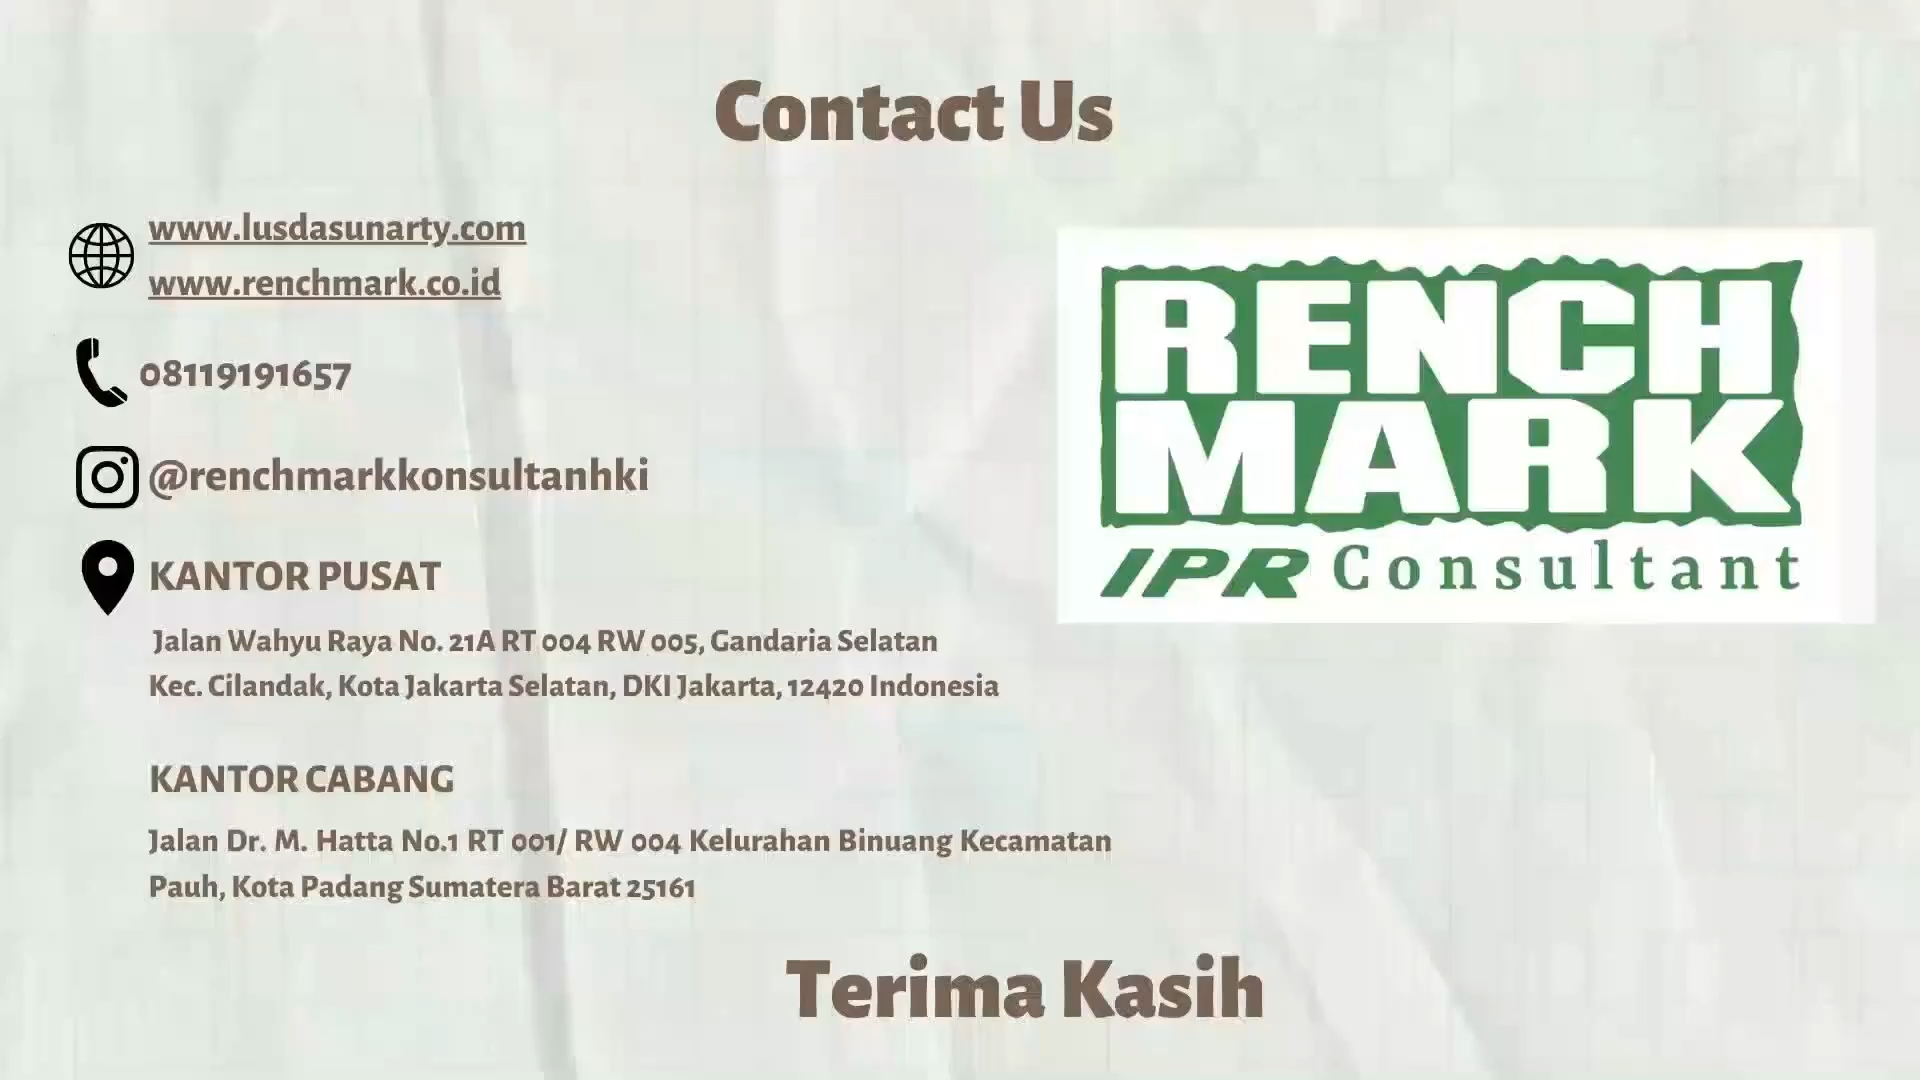 Contact Us
www.lusdasunarty.com
www.renchmark.co.id
08119191657
@renchmarkkonsultanhki
KANTOR PUSAT
Jalan Wahyu Raya No. 21A RT 004 RW 005, Gandaria Selatan
Kec. Cilandak, Kota Jakarta Selatan, DKI Jakarta, 12420 Indonesia
KANTOR CABANG
Jalan Dr. M. Hatta No.1 RT 001/ RW 004 Kelurahan Binuang Kecamatan
Pauh, Kota Padang Sumatera Barat 25161
RENCH
MARK
IPR Consultant
Terima Kasih